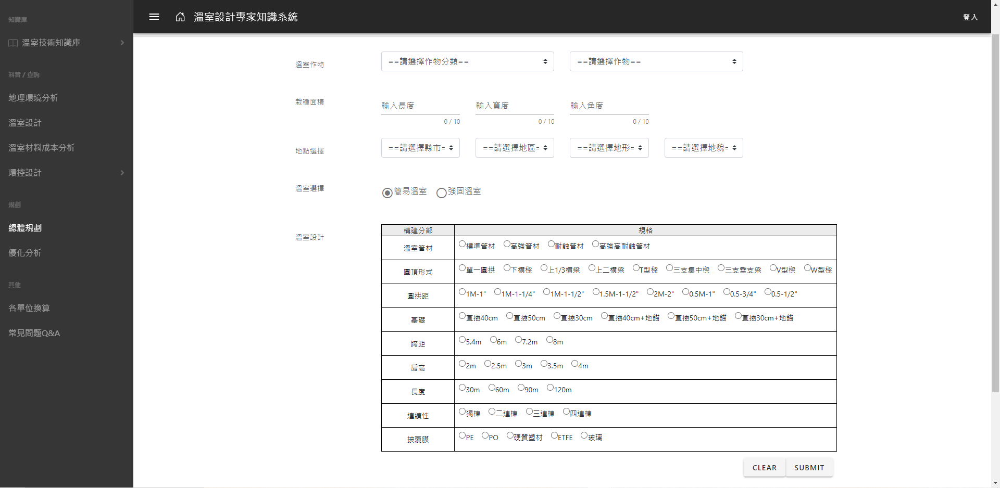 知識庫
溫室技術知識庫
科普 / 查詢
地理環境分析
溫室設計
溫室材料成本分析
環控設計
規劃
總體規劃
優化分析
其他
各單位換算
常見問題Q&A
溫室設計專家知識系統
登入
溫室作物 ==請選擇作物分類== ==請選擇作物==
栽種面積 輸入長度 輸入寬度 輸入角度
0 / 10 0 / 10 0 / 10
地點選擇 ==請選擇縣市= ==請選擇地區= ==請選擇地形= ==請選擇地貌=
溫室選擇 簡易溫室 強固溫室
溫室設計
構建分部 規格
溫室管材 標準管材 高強管材 耐蝕管材 高強高耐蝕管材
圓頂形式 單一圓拱 下橫樑 上1/3橫梁 上二橫梁 T型樑 三支集中樑 三支垂支梁 V型樑 W型樑
圓拱距 1M-1" 1M-1-1/4" 1M-1-1/2" 1.5M-1-1/2" 2M-2" 0.5M-1" 0.5-3/4" 0.5-1/2"
基礎 直插40cm 直插50cm 直插30cm 直插40cm+地錨 直插50cm+地錨 直插30cm+地錨
跨距 5.4m 6m 7.2m 8m
肩高 2m 2.5m 3m 3.5m 4m
長度 30m 60m 90m 120m
連續性 獨棟 二連棟 三連棟 四連棟
披覆膜 PE PO 硬質塑材 ETFE 玻璃
CLEAR SUBMIT